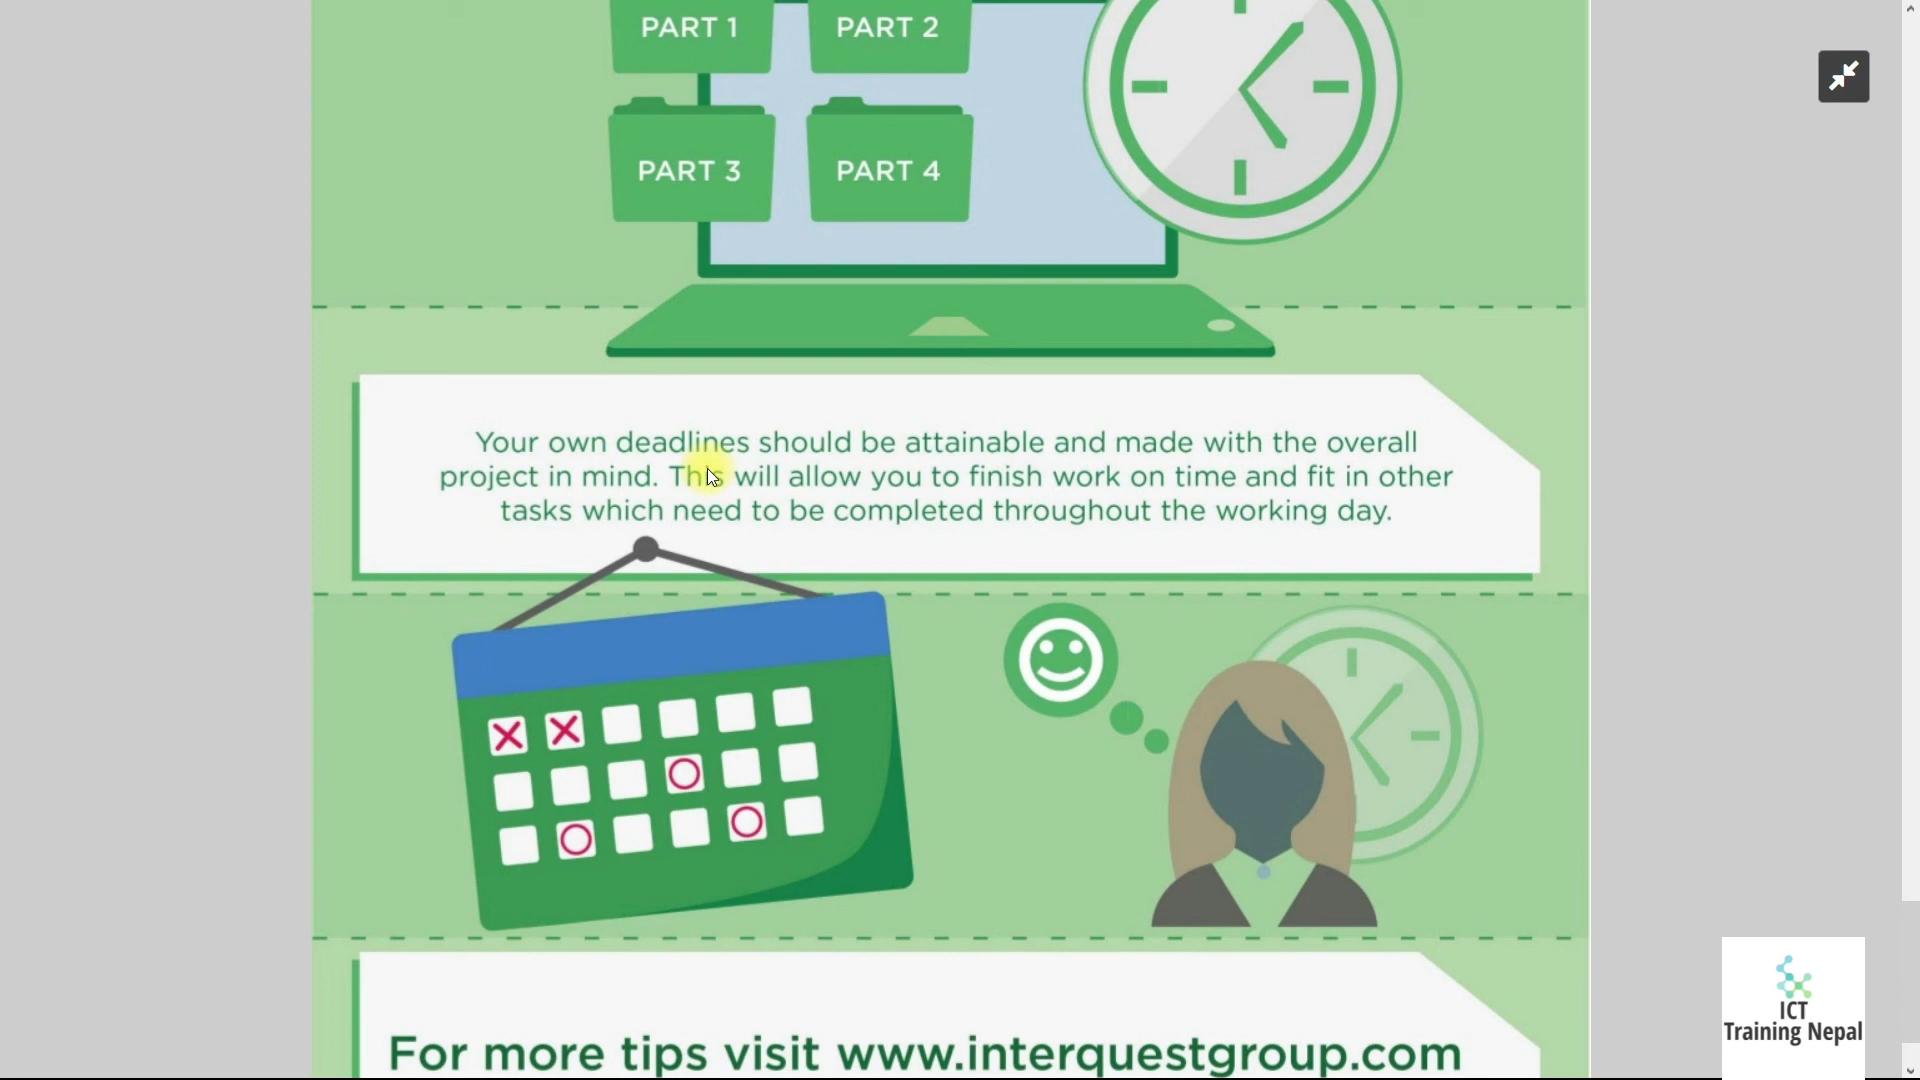 PART 1
PART 2
PART 3
PART 4
Your own deadlines should be attainable and made with the overall
project in mind. This will allow you to finish work on time and fit in other
tasks which need to be completed throughout the working day.
For more tips visit www.interquestgroup.com
ICT
Training Nepal